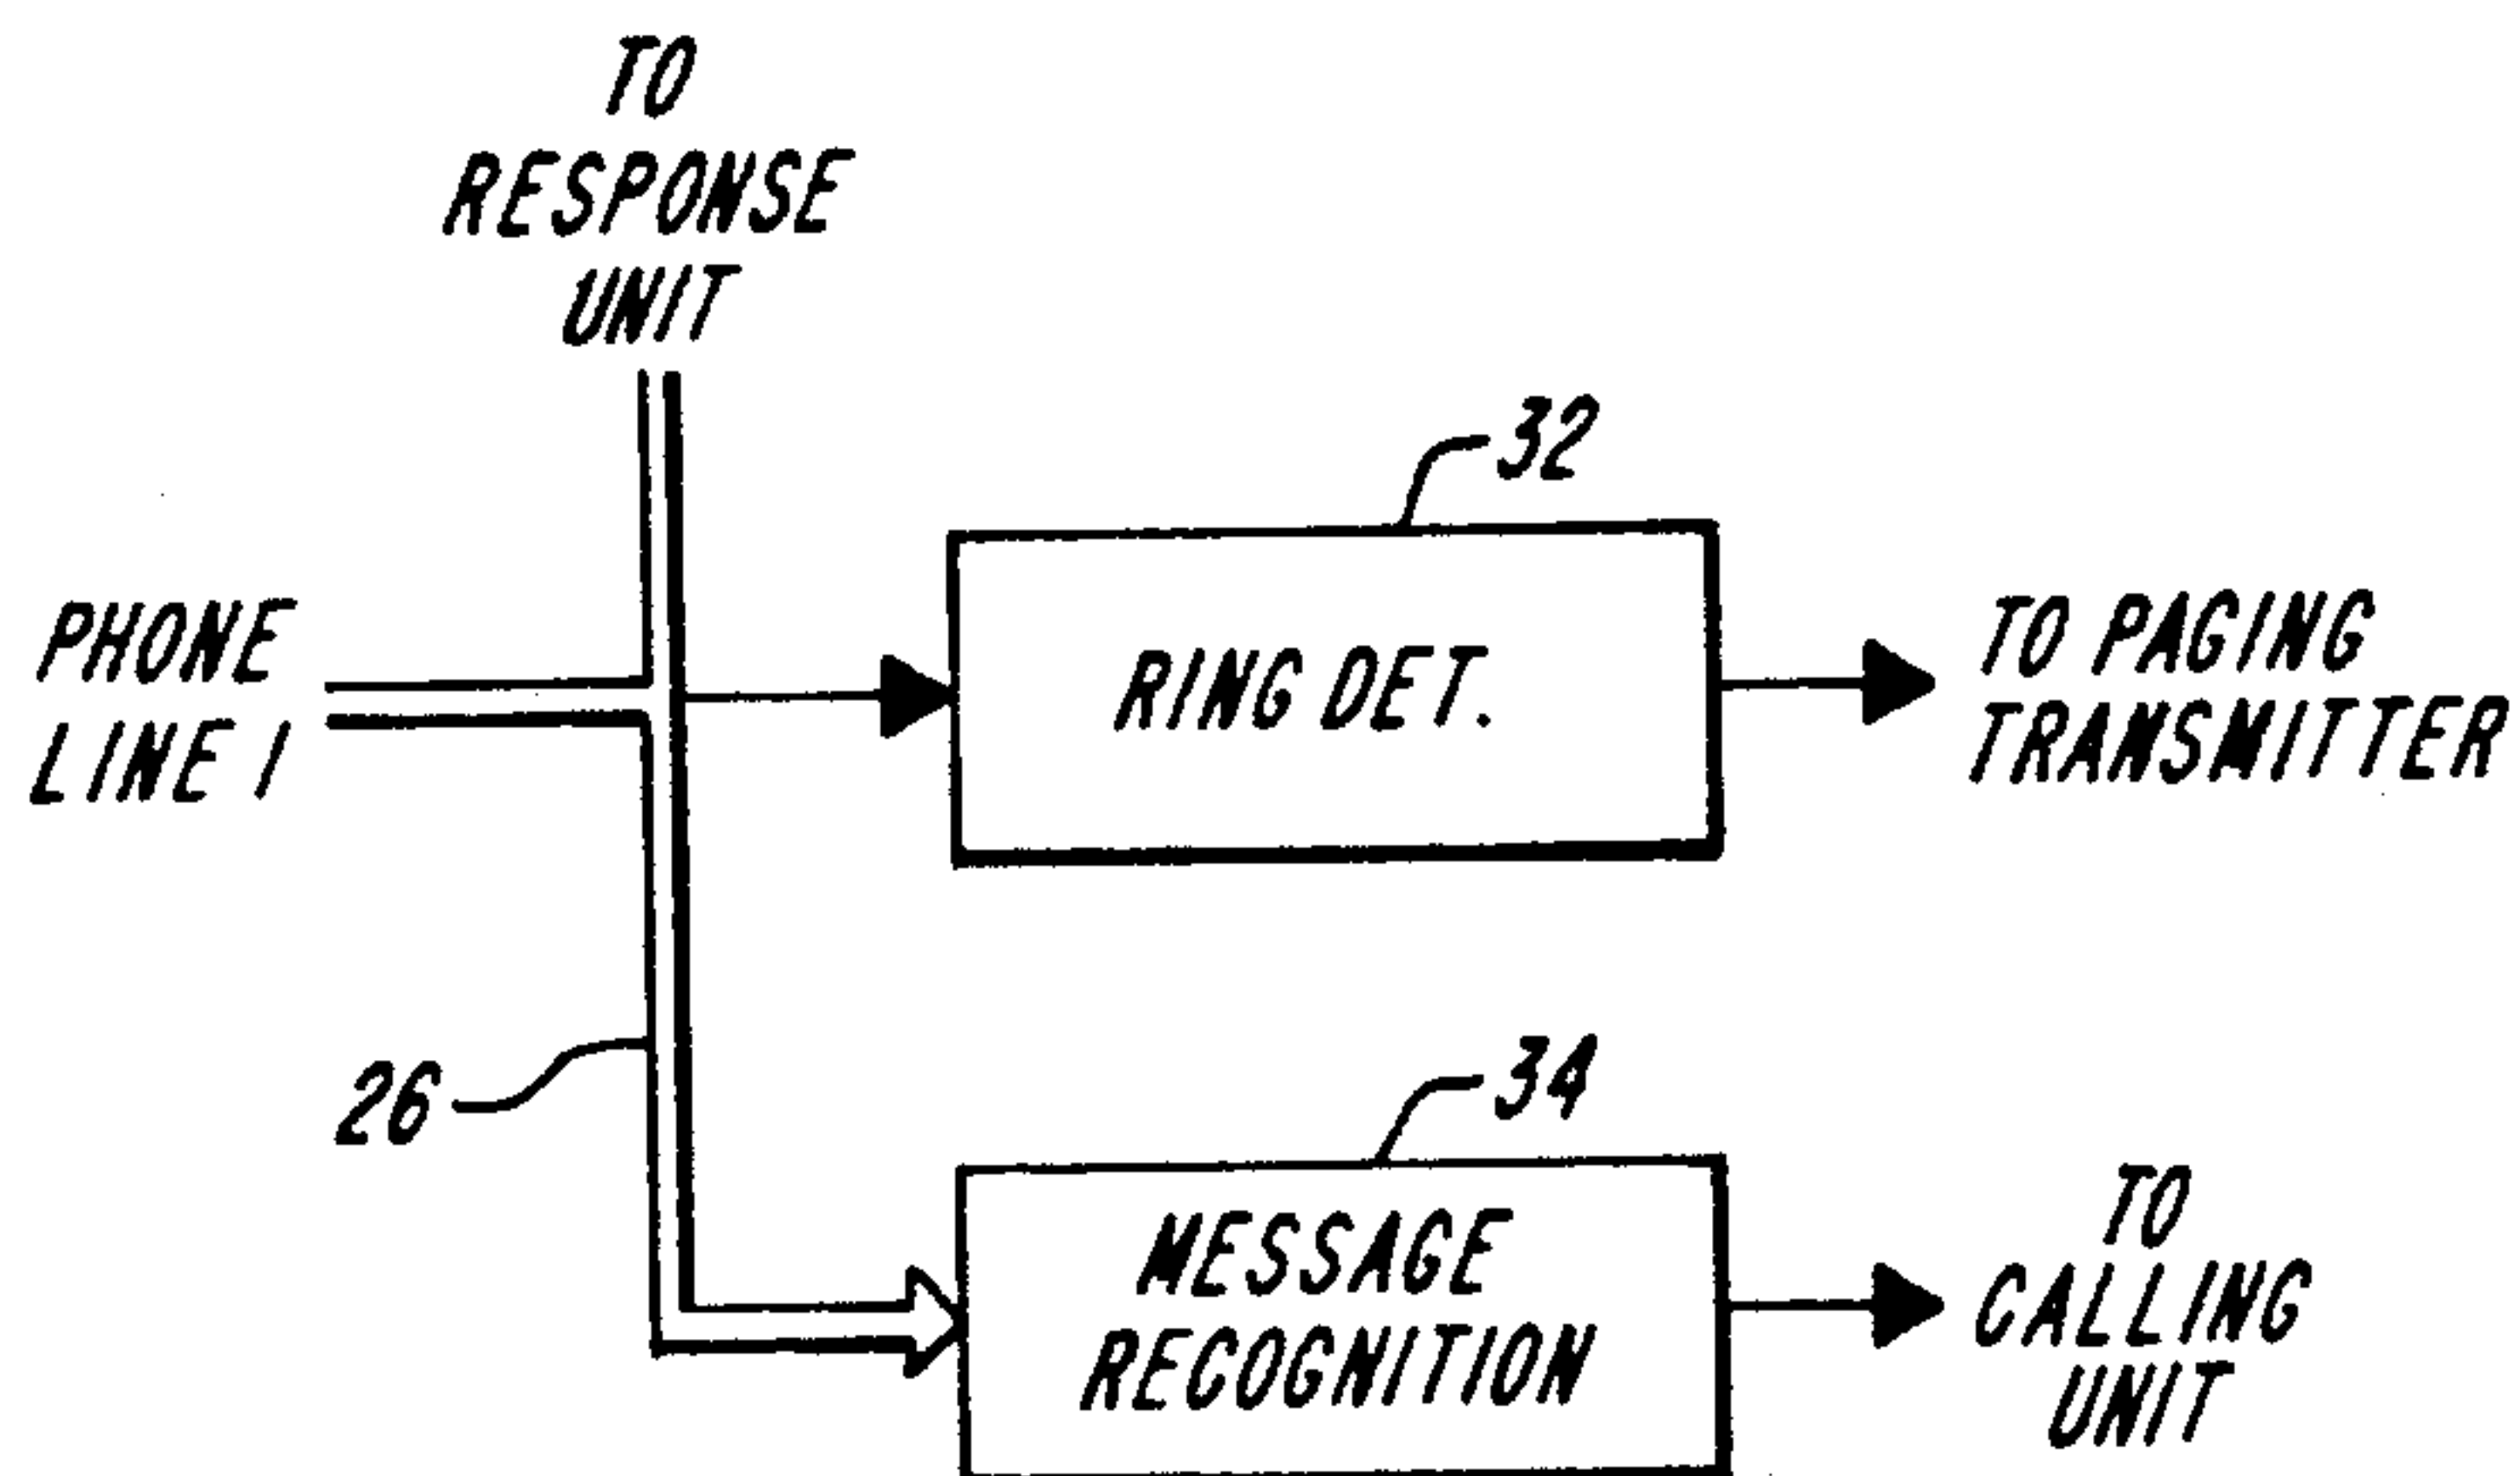 TO
RESPONSE
UNIT
32
PHONE
LINE 1
RING DET.
TO PAGING
TRANSMITTER
26
34
MESSAGE
RECOGNITION
TO
CALLING
UNIT